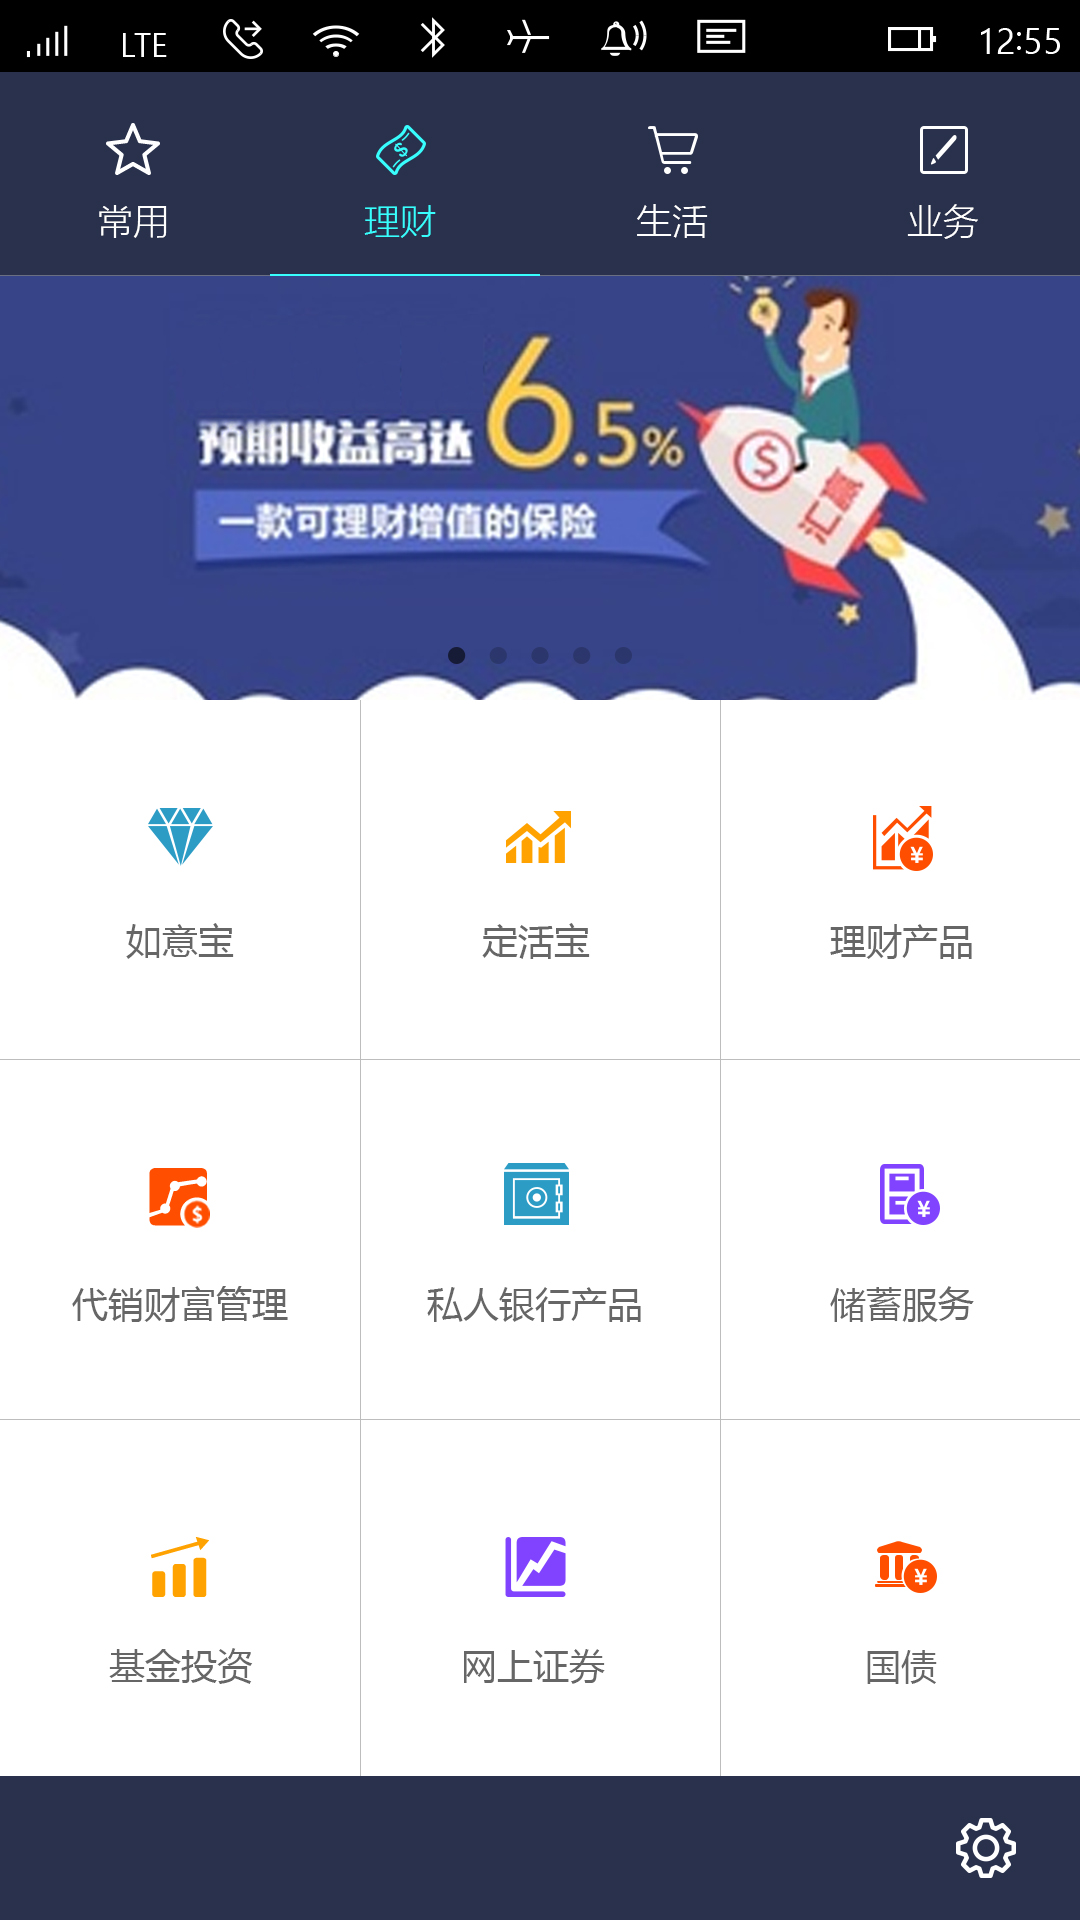 LTE 12:55
常用 理财 生活 业务
预期收益高达6.5%
一款可理财增值的保险
汇赢
如意宝 定活宝 理财产品
代销财富管理 私人银行产品 储蓄服务
基金投资 网上证券 国债